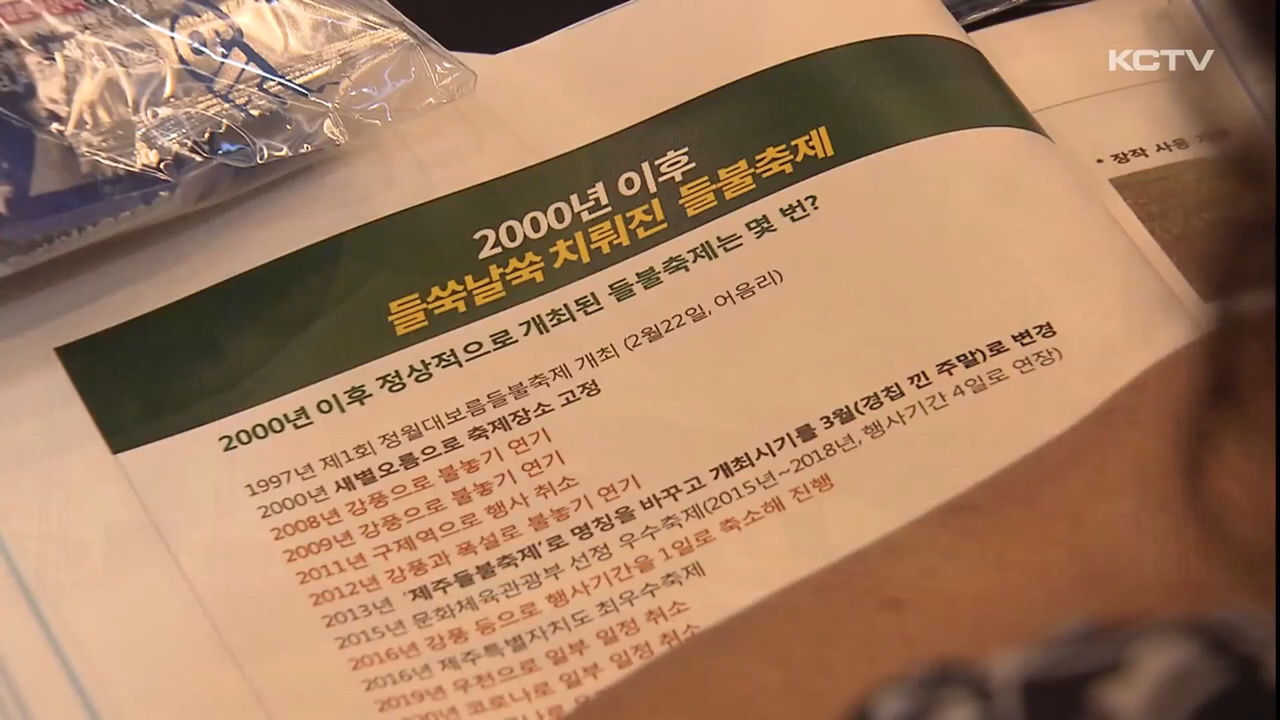 KCTV
* 장작 사용
2000년 이후
들쑥날쑥 치뤄진 들불축제
2000년 이후 정상적으로 개최된 들불축제는 몇 번?
1997년 제1회 정월대보름들불축제 개최 (2월22일, 어음리)
2000년 새별오름으로 축제장소 고정
2008년 강풍으로 불놓기 연기
2009년 강풍으로 불놓기 연기
2011년 구제역으로 행사 취소
2012년 강풍과 폭설로 불놓기 연기
2013년 '제주들불축제'로 명칭을 바꾸고 개최시기를 3월(경칩 낀 주말)로 변경
2015년 문화체육관광부 선정 우수축제(2015년~2018년, 행사기간 4일로 연장)
2016년 강풍 등으로 행사기간을 1일로 축소해 진행
2016년 제주특별자치도 최우수축제
2019년 우천으로 일부 일정 취소
코로나로 일부 일정 취소